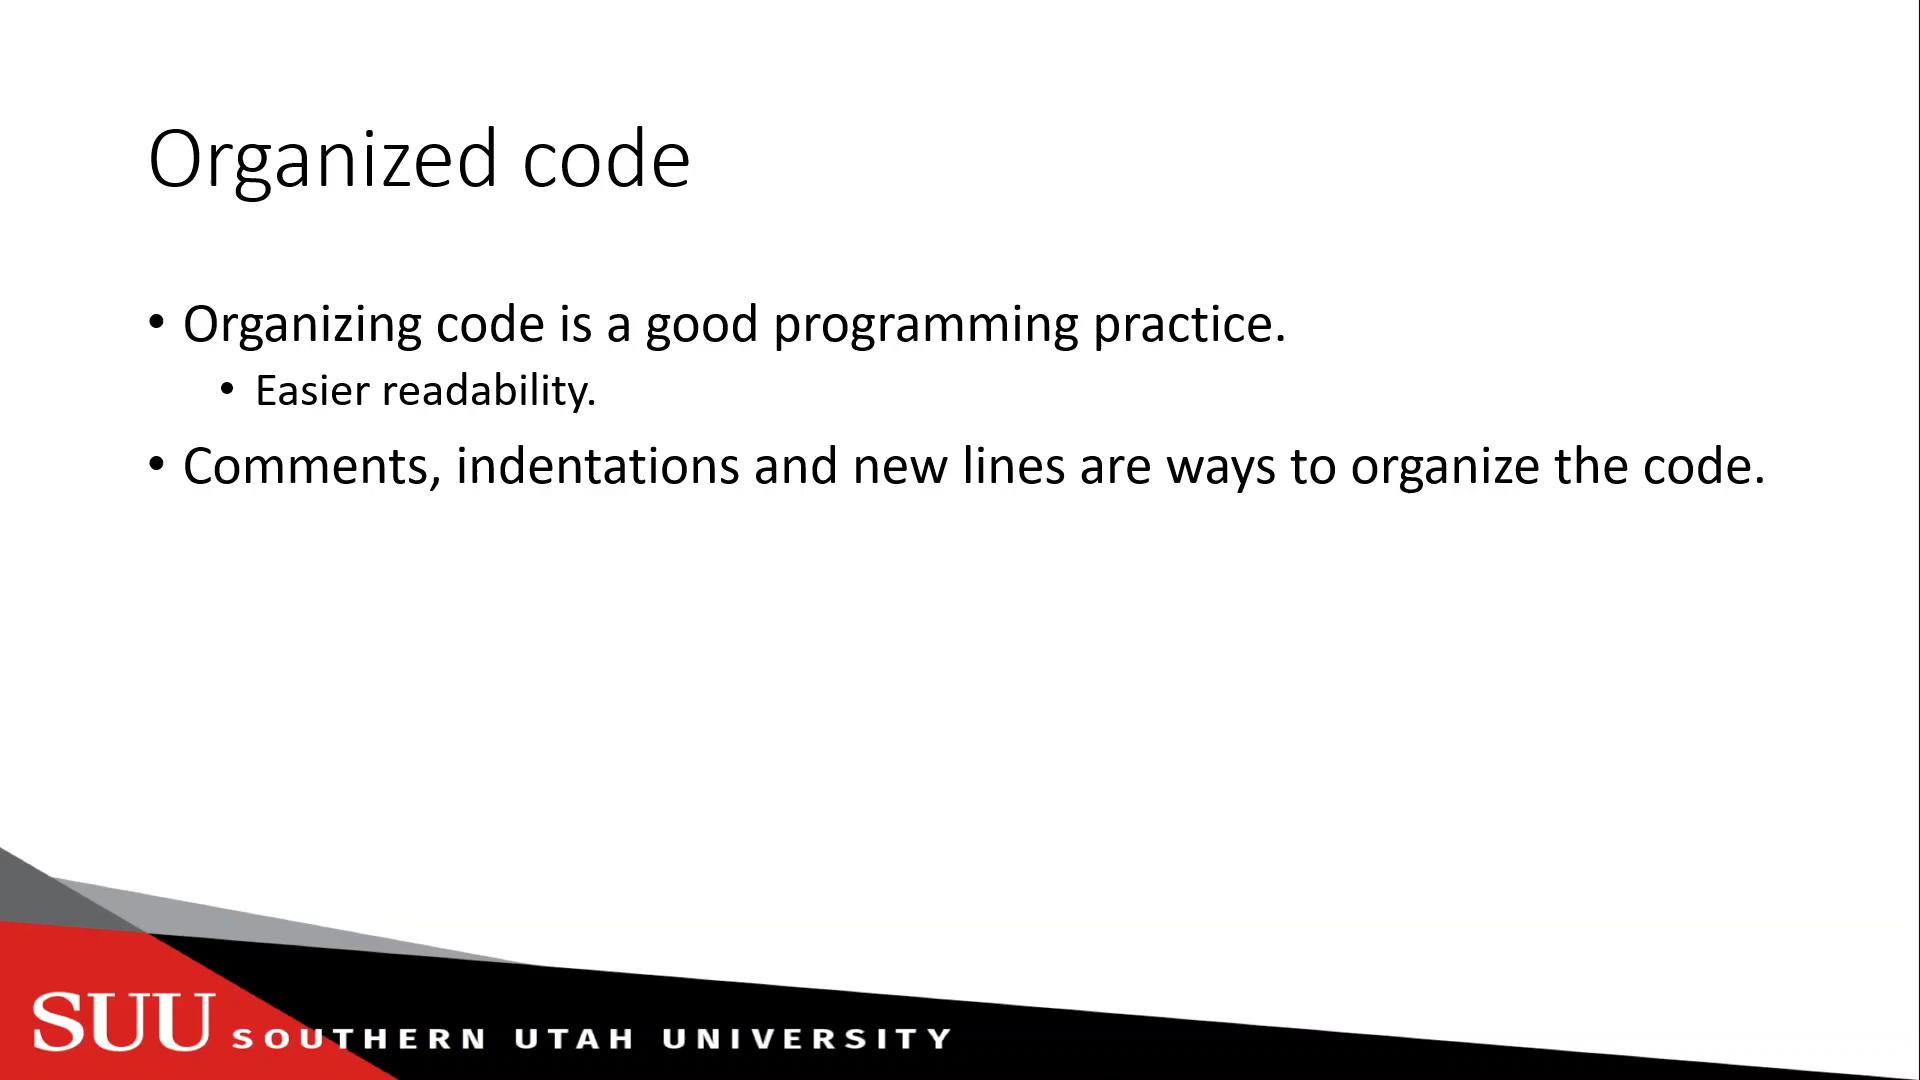 Organized code
• Organizing code is a good programming practice.
• Easier readability.
• Comments, indentations and new lines are ways to organize the code.
SUU SOUTHERN UTAH UNIVERSITY